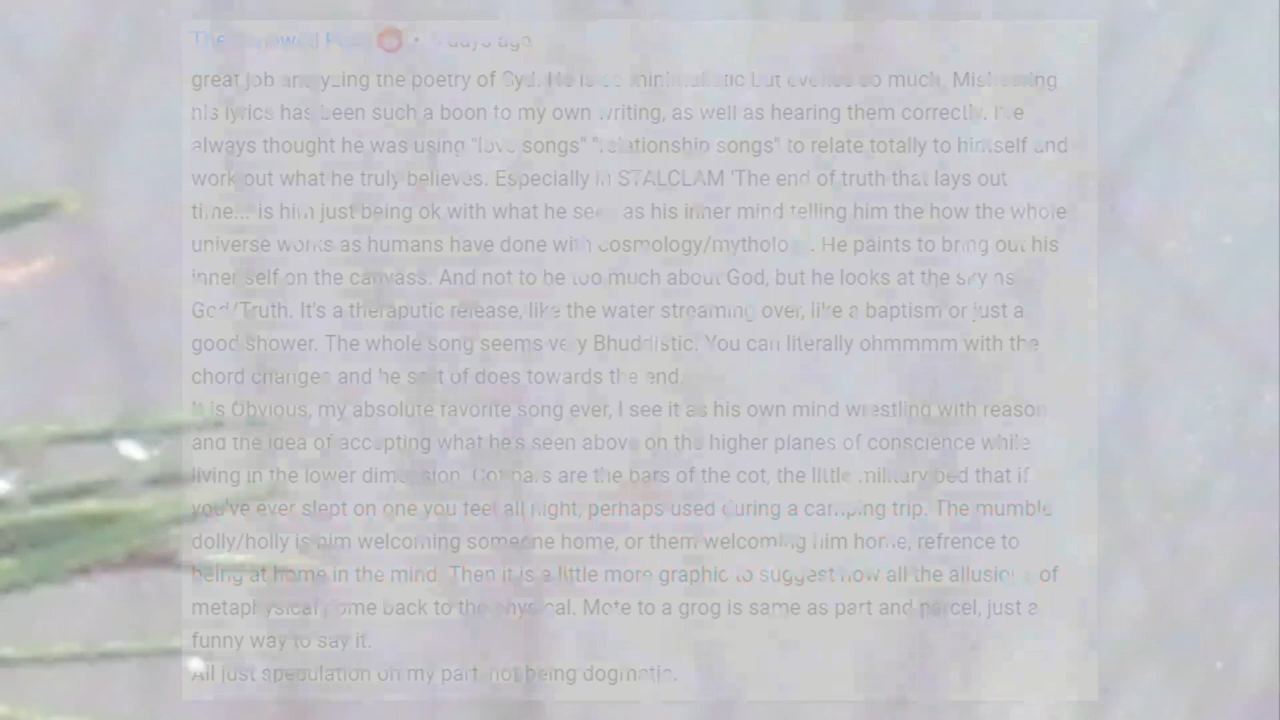 The Renewed • 5 days ago
great job analyzing the poetry of Syd. He is so minimalistic but evokes so much. Mishearing
his lyrics has been such a boon to my own writing, as well as hearing them correctly. I've
always thought he was using "love songs" "relationship songs" to relate totally to himself and
work out what he truly believes. Especially in STALCLAM 'The end of truth that lays out
time... is him just being ok with what he sees as his inner mind telling him the how the whole
universe works as humans have done with cosmology/mythology. He paints to bring out his
inner self on the canvass. And not to be too much about God, but he looks at the sky as
God/Truth. It's a theraputic release, like the water streaming over, like a baptism or just a
good shower. The whole song seems very Bhuddistic. You can literally ohmmmm with the
chord changes and he sort of does towards the end.
It is Obvious, my absolute favorite song ever, I see it as his own mind wrestling with reason
and the idea of accepting what he's seen above on the higher planes of conscience while
living in the lower dimension. Cot bars are the bars of the cot, the little military bed that if
you've ever slept on one you feel all night, perhaps used during a camping trip. The mumble
dolly/holly is him welcoming someone home, or them welcoming him home, refrence to
being at home in the mind. Then it is a little more graphic to suggest how all the allusions of
metaphysical come back to the physical. Mote to a grog is same as part and parcel, just a
funny way to say it.
All just speculation on my part, not being dogmatic.